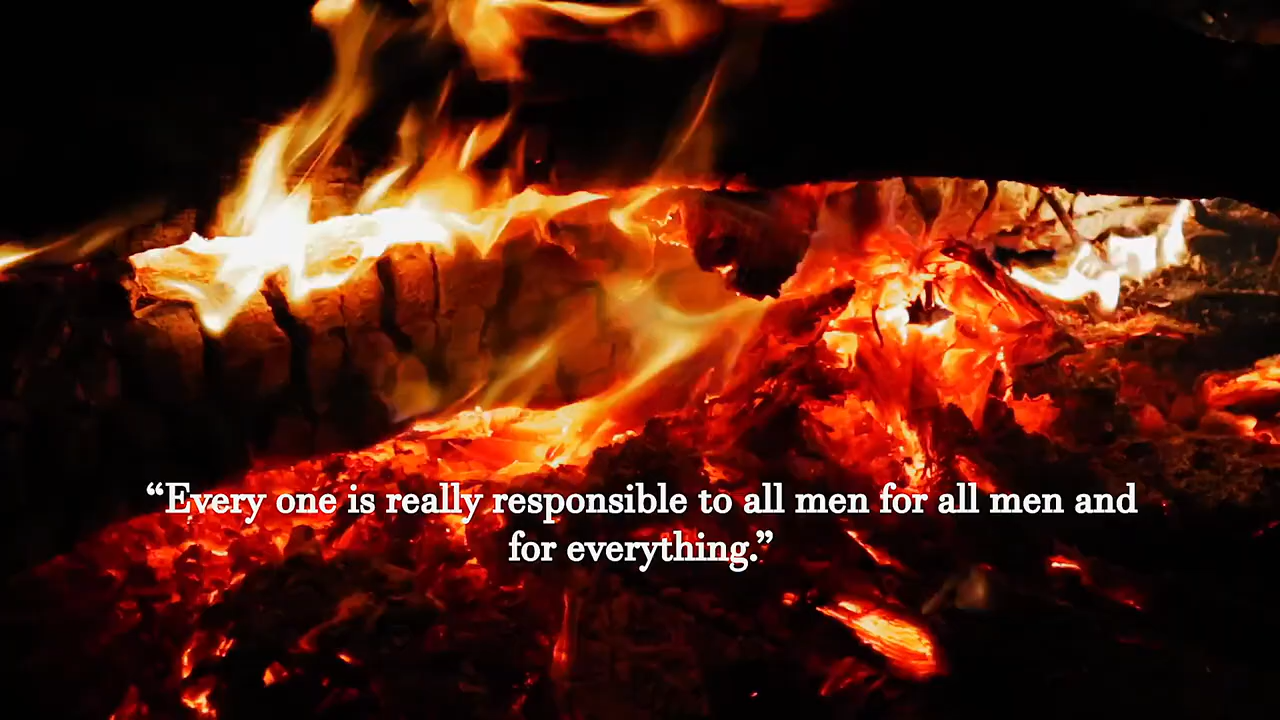 “Every one is really responsible to all men for all men and
for everything.”